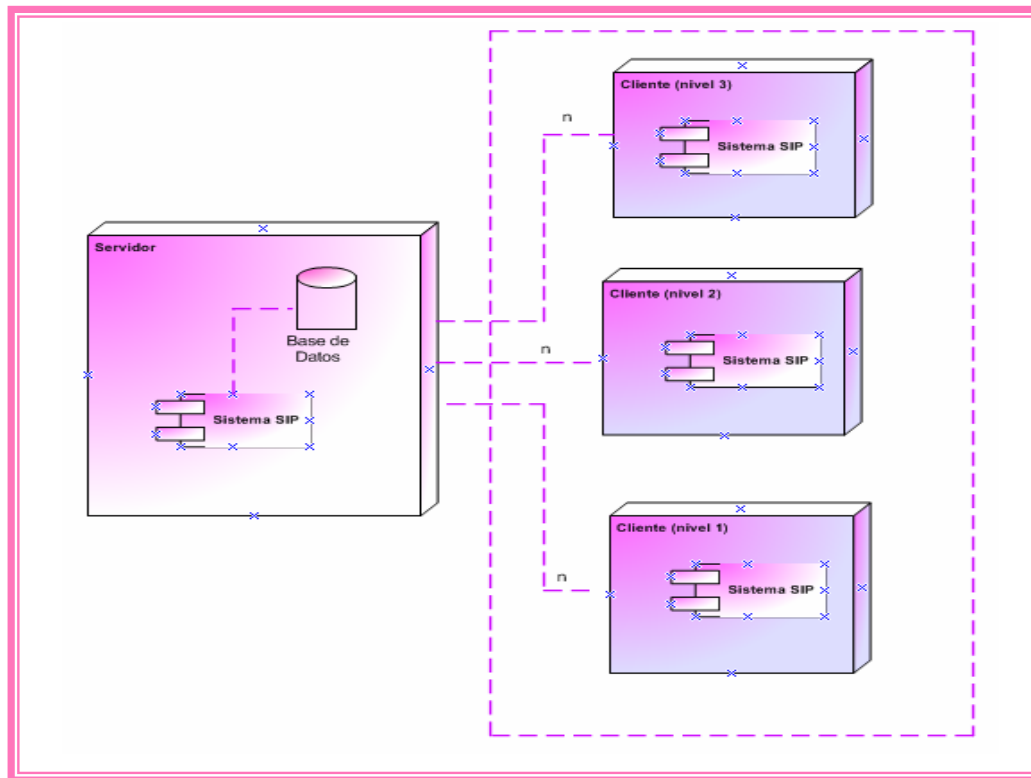 Servidor
Base de
Datos
Sistema SIP
n
Cliente (nivel 3)
Sistema SIP
n
Cliente (nivel 2)
Sistema SIP
n
Cliente (nivel 1)
Sistema SIP